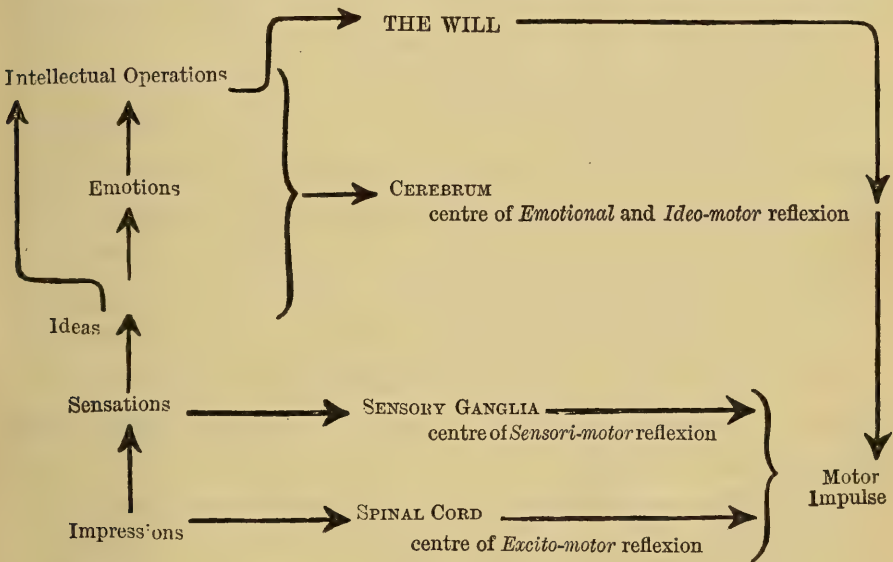 THE WILL
Intellectual Operations
Emotions
CEREBRUM
centre of Emotional and Ideo-motor reflexion
Ideas
Sensations
SENSORY GANGLIA
centre of Sensori-motor reflexion
Motor
Impulse
Impressions
SPINAL CORD
centre of Excito-motor reflexion